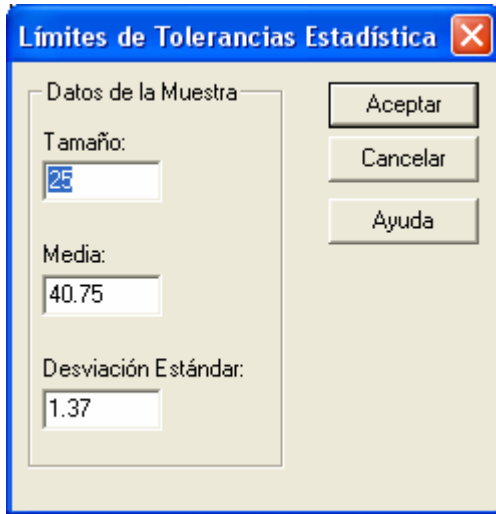 Límites de Tolerancias Estadística
Datos de la Muestra
Tamaño:
25
Media:
40.75
Desviación Estándar:
1.37
Aceptar
Cancelar
Ayuda